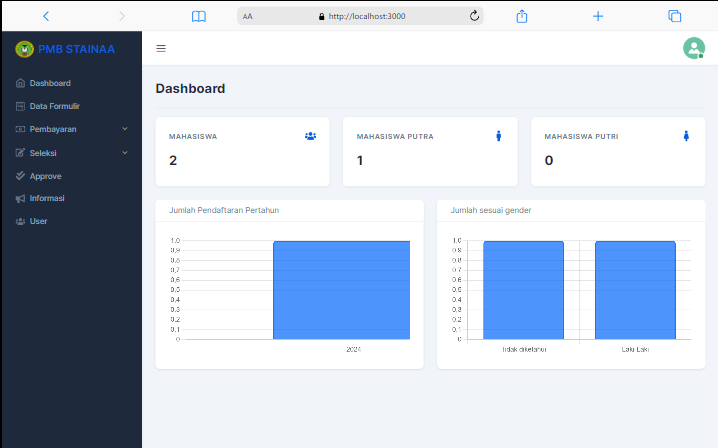 AA http://localhost:3000
PMB STAINAA
Dashboard
Data Formulir
Pembayaran
Seleksi
Approve
Informasi
User
Dashboard
MAHASISWA
2
MAHASISWA PUTRA
1
MAHASISWA PUTRI
0
Jumlah Pendaftaran Pertahun
1,0
0,9
0,8
0,7
0,6
0,5
0,4
0,3
0,2
0,1
0
2024
Jumlah sesuai gender
1,0
0,9
0,8
0,7
0,6
0,5
0,4
0,3
0,2
0,1
0
Tidak diketahui Laki Laki